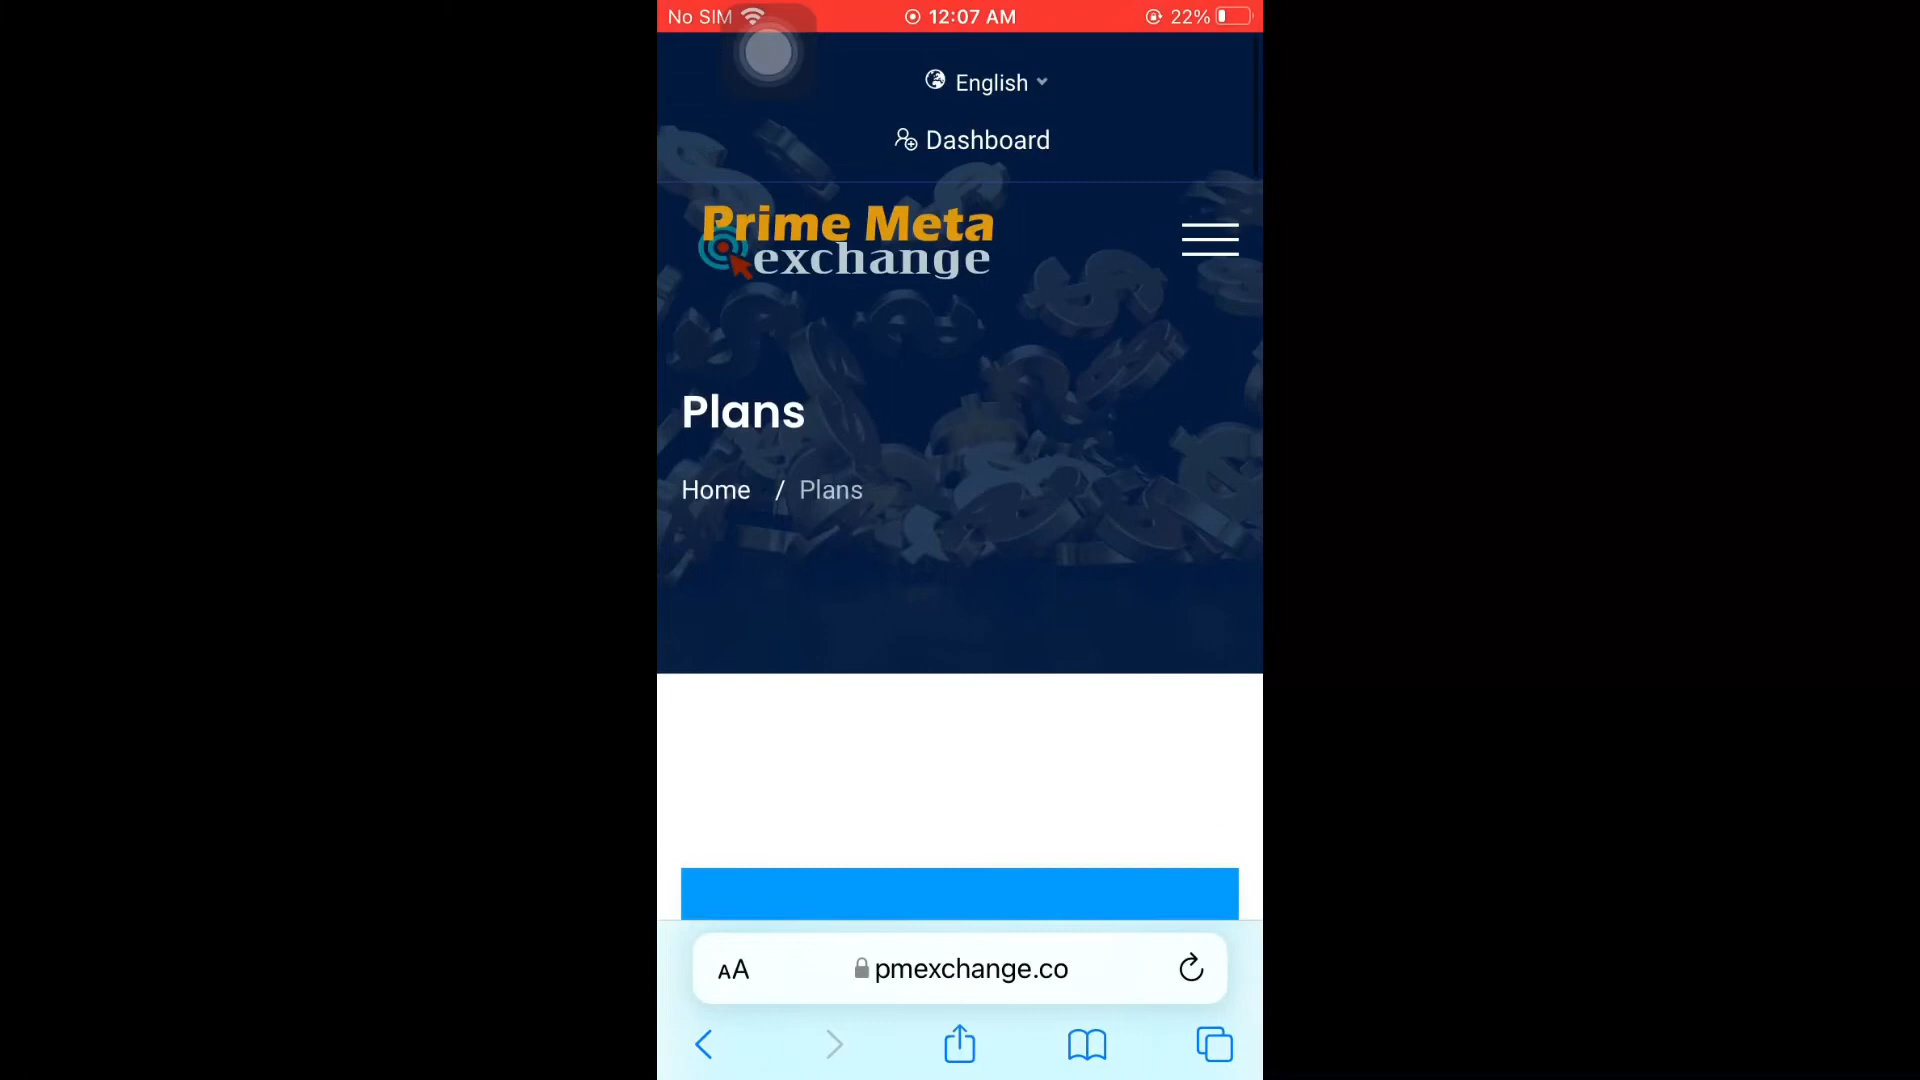 No SIM 12:07 AM 22%
English
Dashboard
Prime Meta
exchange
Plans
Home / Plans
AA pmexchange.co